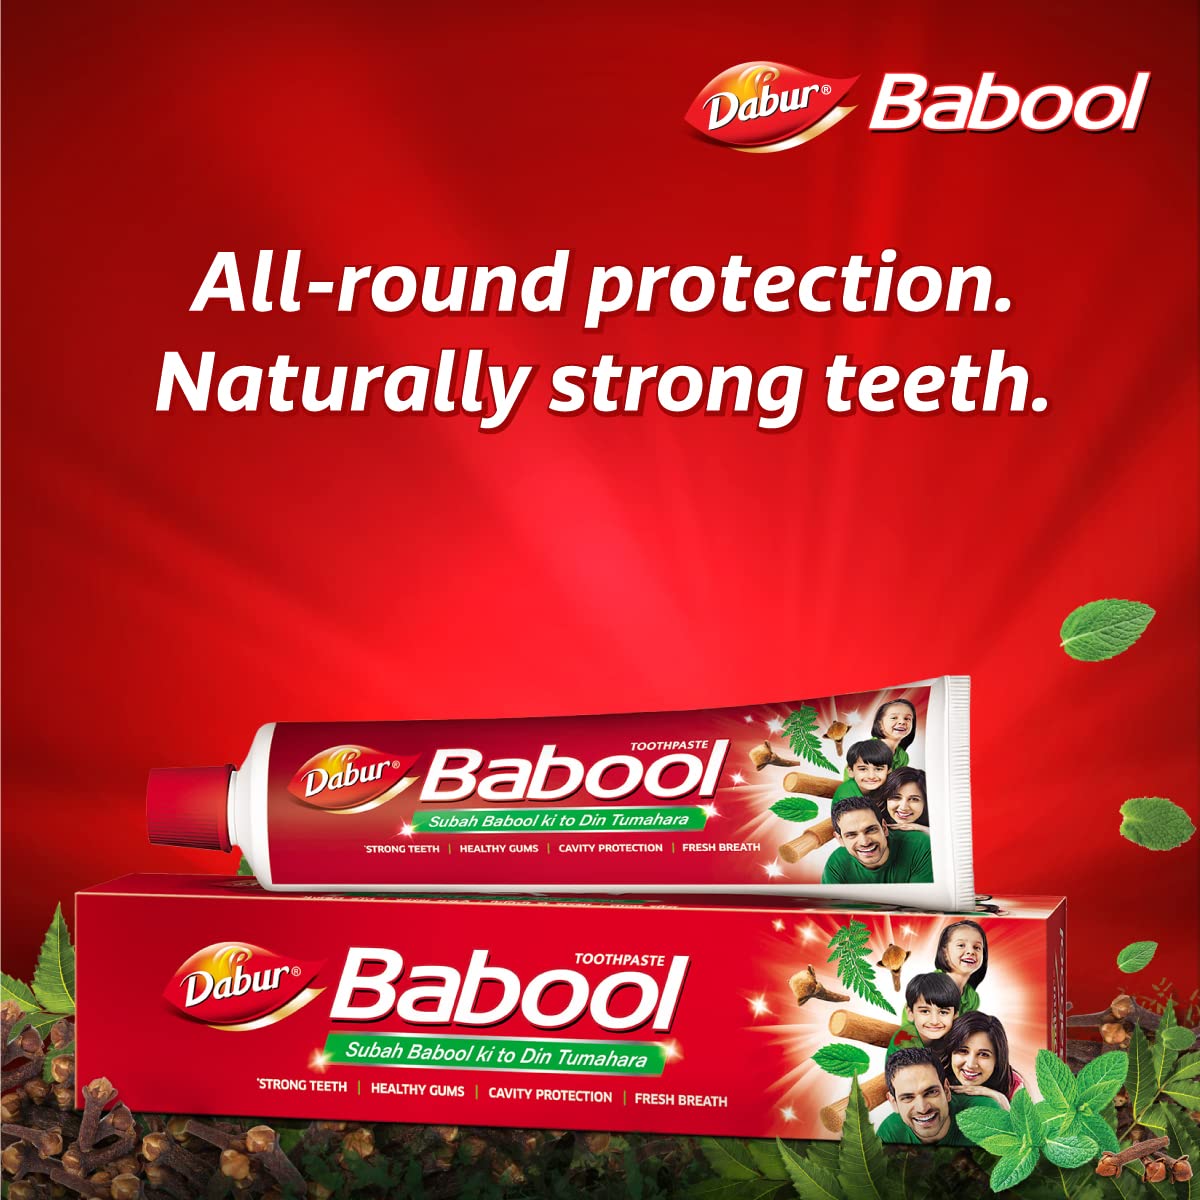 Dabur® Babool
All-round protection.
Naturally strong teeth.
TOOTHPASTE
Dabur® Babool
Subah Babool ki to Din Tumahara
*STRONG TEETH | HEALTHY GUMS | CAVITY PROTECTION | FRESH BREATH
TOOTHPASTE
Dabur® Babool
Subah Babool ki to Din Tumahara
*STRONG TEETH | HEALTHY GUMS | CAVITY PROTECTION | FRESH BREATH